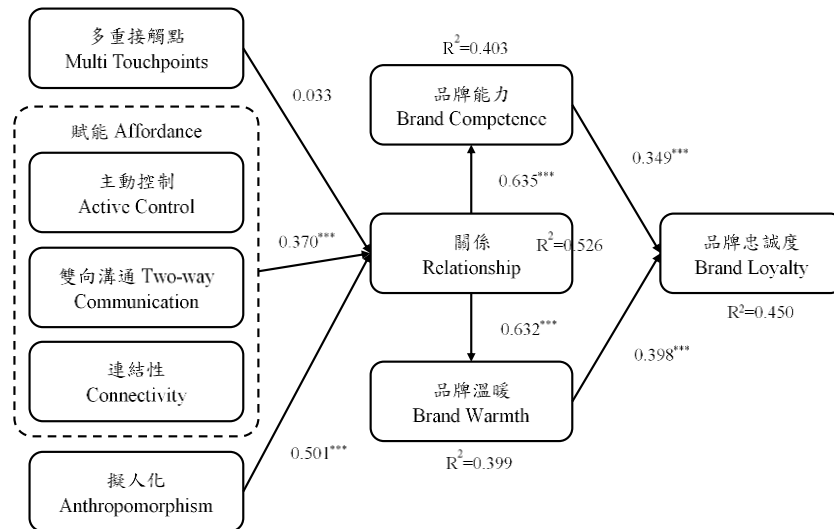 多重接觸點
Multi Touchpoints
賦能 Affordance
主動控制
Active Control
雙向溝通 Two-way
Communication
連結性
Connectivity
擬人化
Anthropomorphism
0.033
0.370***
0.501***
R²=0.403
品牌能力
Brand Competence
0.635***
關係
Relationship
R²=0.526
0.632***
品牌溫暖
Brand Warmth
R²=0.399
0.349***
0.398***
品牌忠誠度
Brand Loyalty
R²=0.450